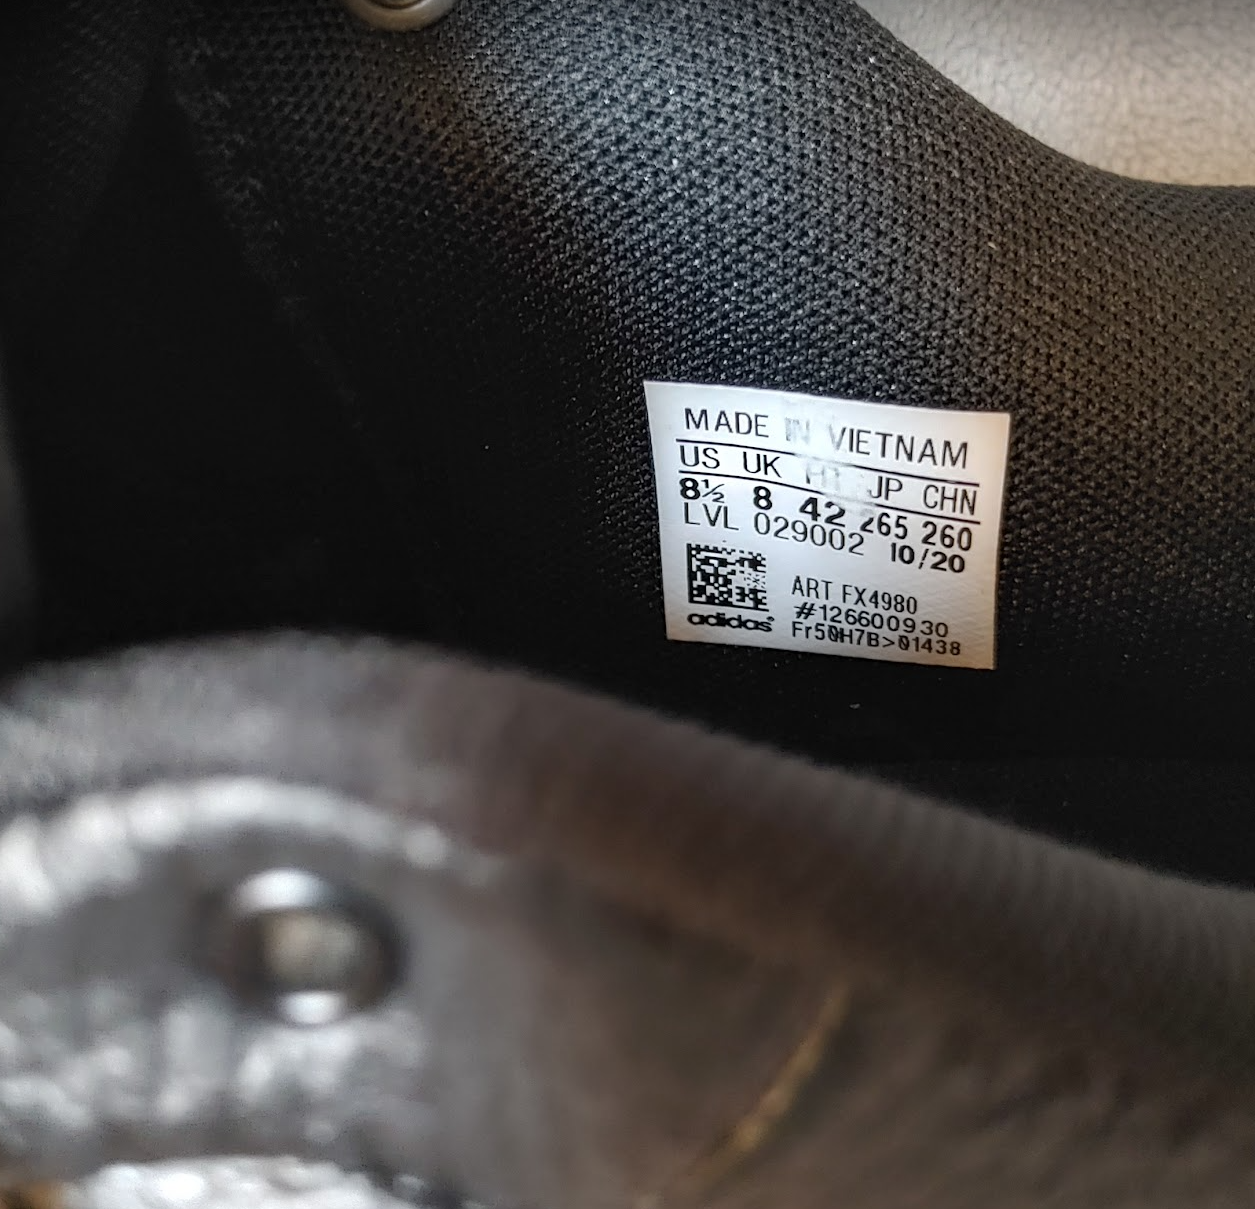 MADE IN VIETNAM
US UK JP CHN
8½ 8 42 265 260
LVL 029002 10/20
ART FX4980
#126600930
adidas Fr50H7B>01438